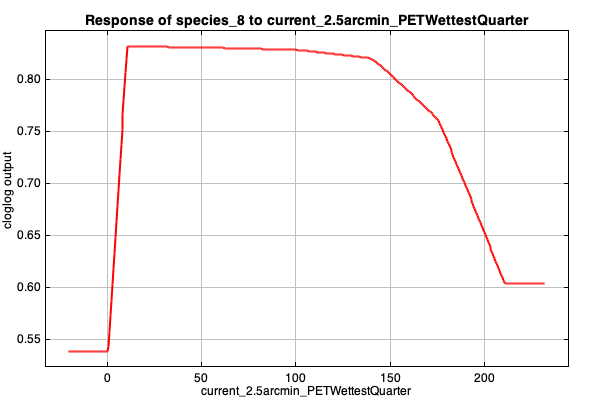 Response of species_8 to current_2.5arcmin_PETWettestQuarter
cloglog output
0.80
0.75
0.70
0.65
0.60
0.55
0 50 100 150 200
current_2.5arcmin_PETWettestQuarter